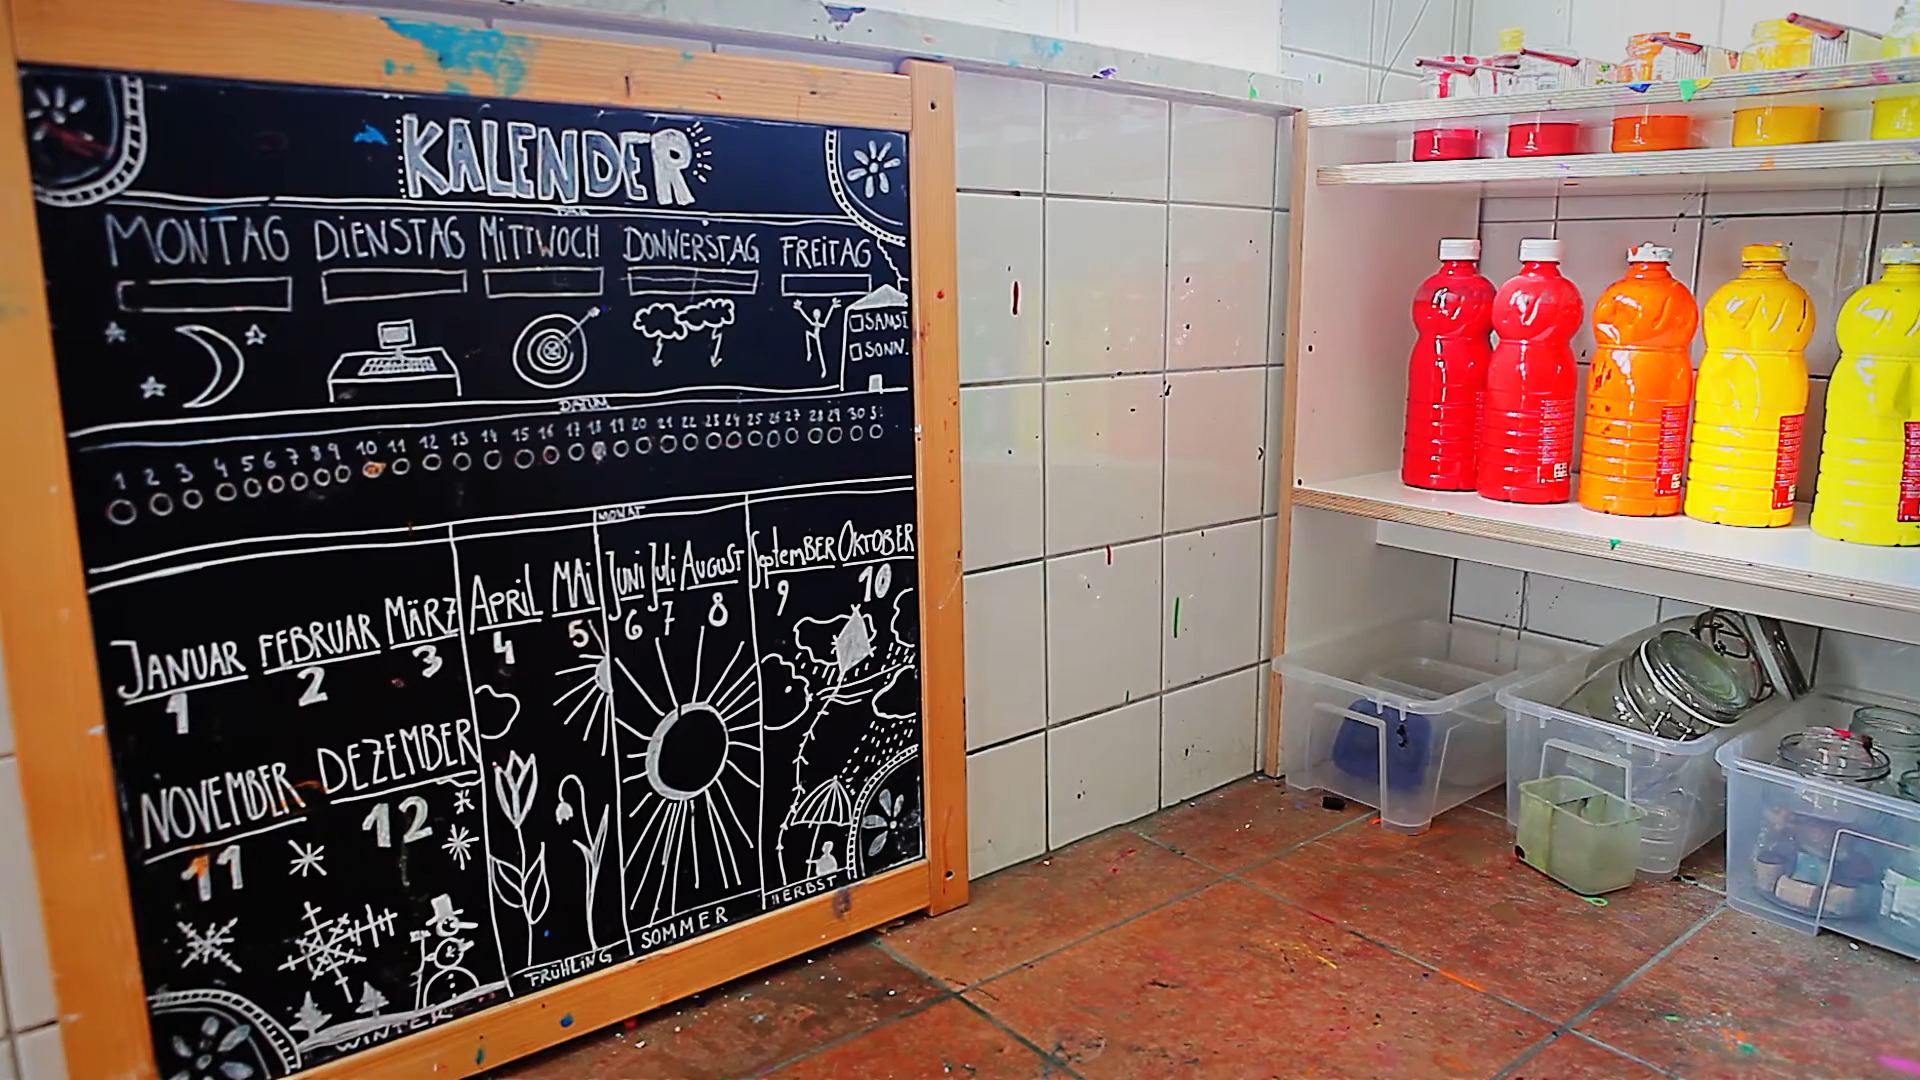 KALENDER
MONTAG DiENSTAG MiTTWOCH DONNERSTAG FREITAG
SAMST
SONN.
DATUM
1 2 3 4 5 6 7 8 9 10 11 12 13 14 15 16 17 18 19 20 21 22 23 24 25 26 27 28 29 30 3
MONAT
JANUAR FEBRUAR MÄRZ APRiL MAi JUNi Juli AUGUST SeptemBER OKTOBER
1 2 3 4 5 6 7 8 9 10
NOVEMBER DEZEMBER
11 12
WINTER FRÜHLING SOMMER HERBST